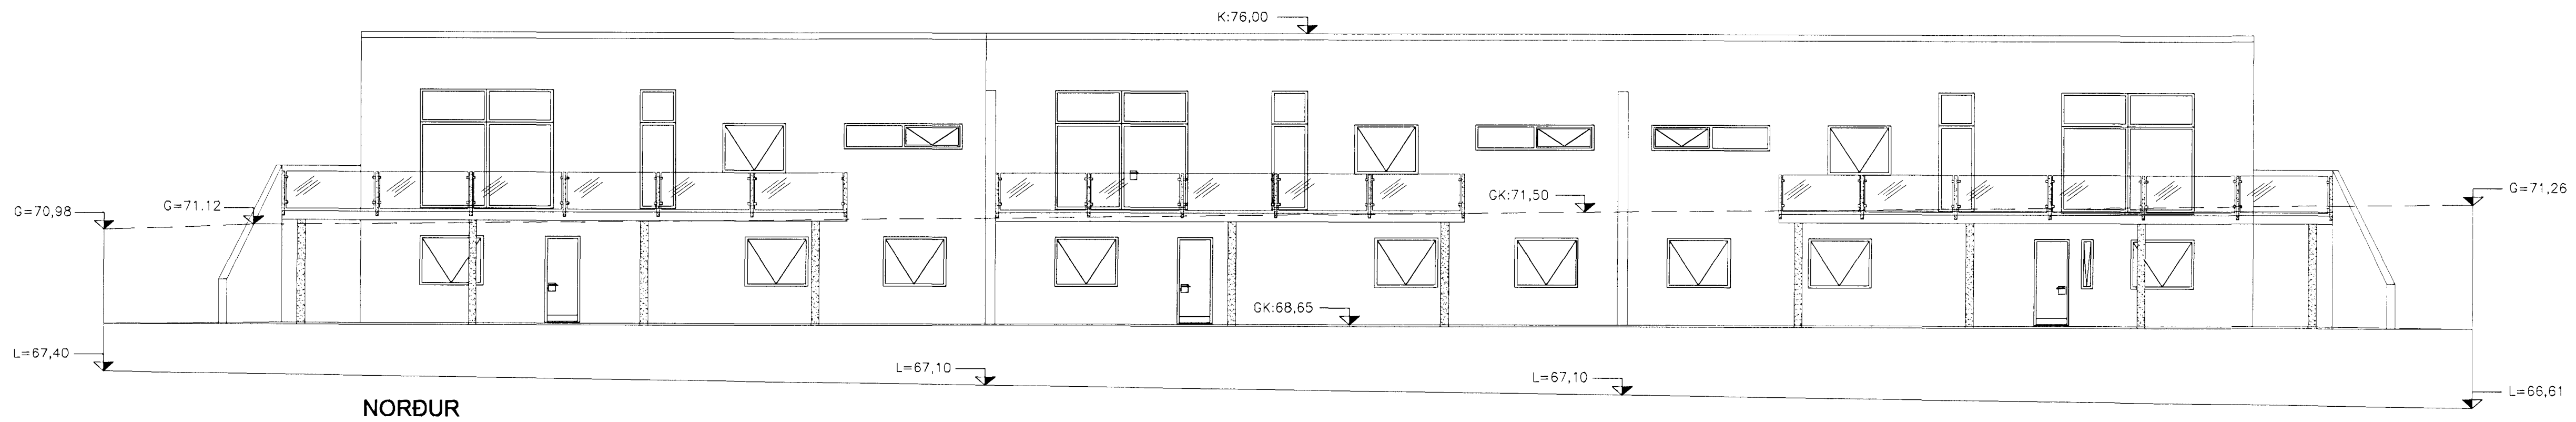 K:76,00
G=70,98
G=71.12
GK:71,50
G=71,26
GK:68,65
L=67,40
L=67,10
L=67,10
L=66,61
NORÐUR